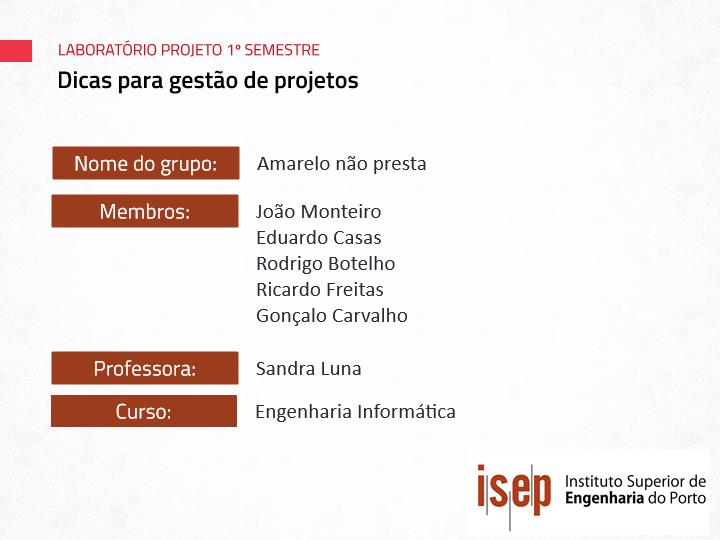 LABORATÓRIO PROJETO 1º SEMESTRE
Dicas para gestão de projetos
Nome do grupo: Amarelo não presta
Membros: João Monteiro
Eduardo Casas
Rodrigo Botelho
Ricardo Freitas
Gonçalo Carvalho
Professora: Sandra Luna
Curso: Engenharia Informática
isep Instituto Superior de
Engenharia do Porto